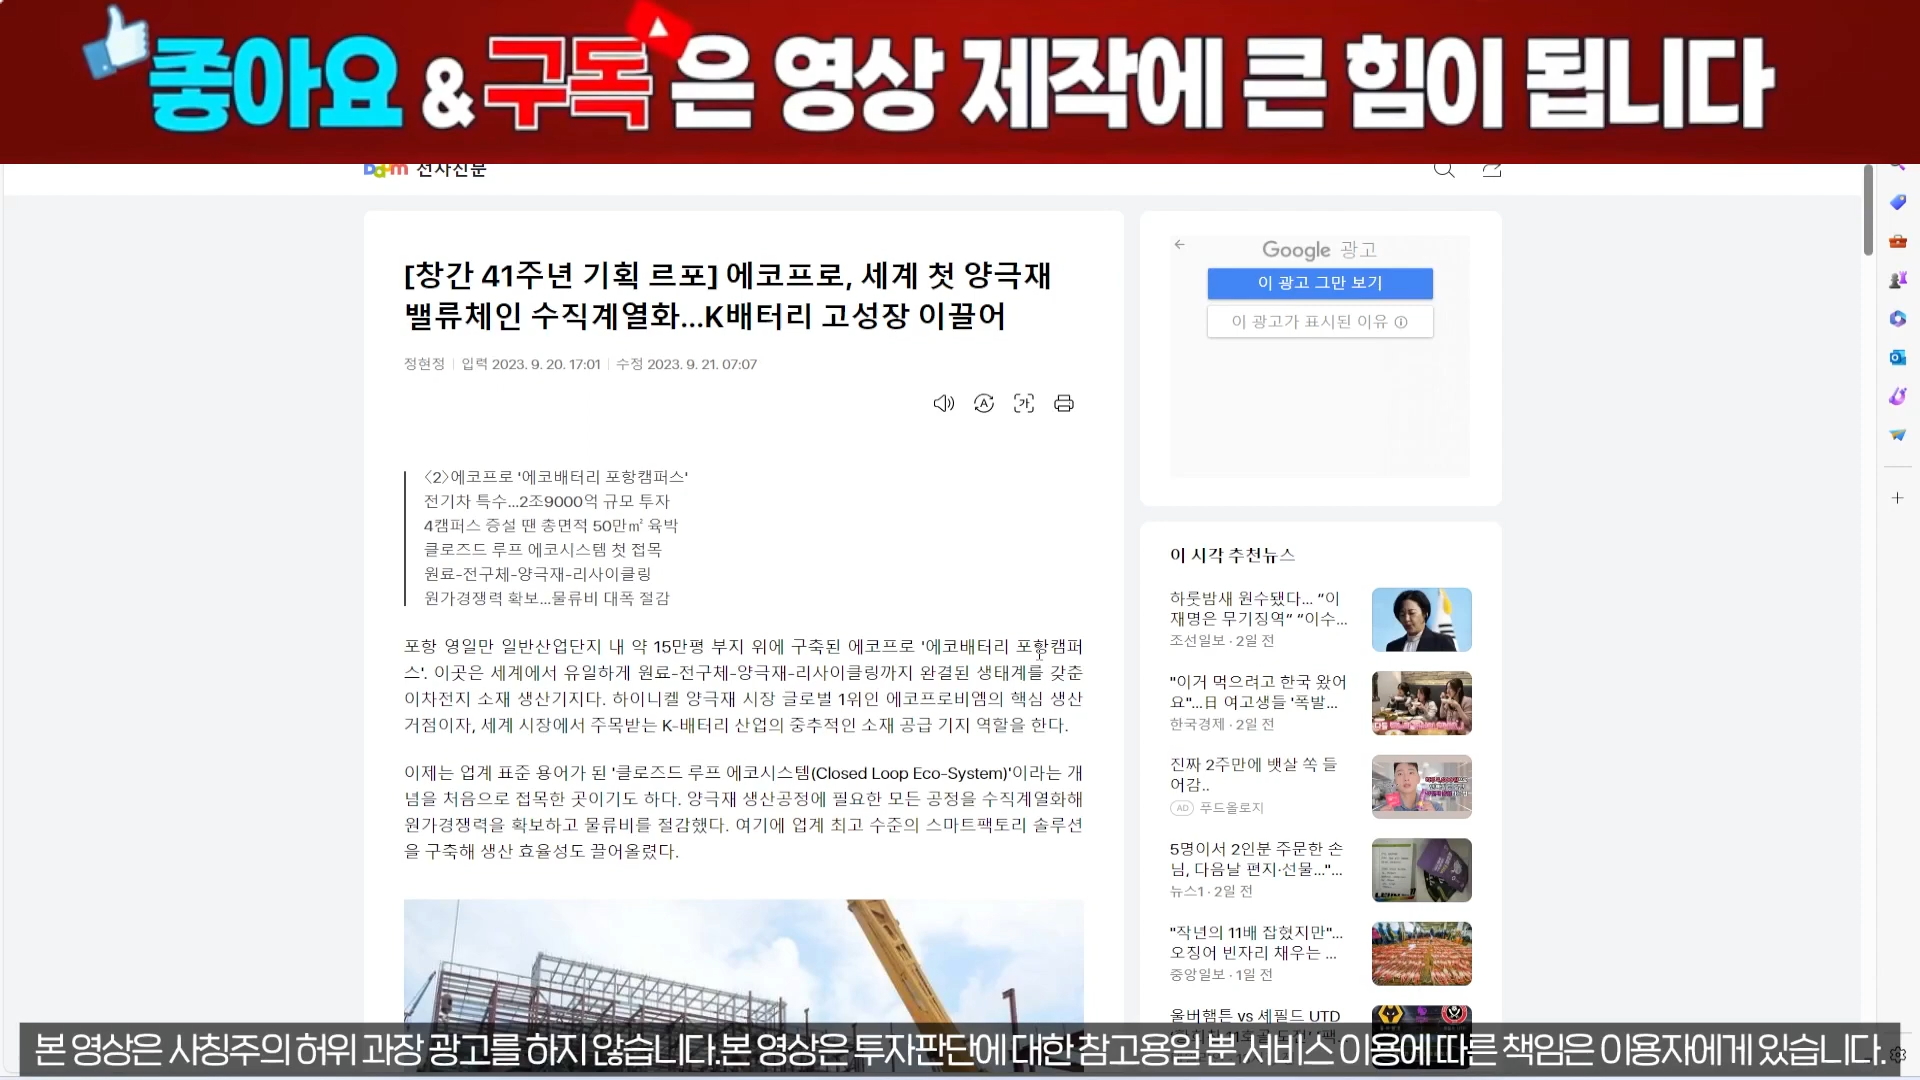 좋아요 & 구독은 영상 제작에 큰 힘이 됩니다
Daum 전자신문
[창간 41주년 기획 르포] 에코프로, 세계 첫 양극재
밸류체인 수직계열화…K배터리 고성장 이끌어
정현정 | 입력 2023. 9. 20. 17:01 | 수정 2023. 9. 21. 07:07
〈2〉에코프로 '에코배터리 포항캠퍼스'
전기차 특수…2조9000억 규모 투자
4캠퍼스 증설 땐 총면적 50만㎡ 육박
클로즈드 루프 에코시스템 첫 접목
원료-전구체-양극재-리사이클링
원가경쟁력 확보…물류비 대폭 절감
포항 영일만 일반산업단지 내 약 15만평 부지 위에 구축된 에코프로 '에코배터리 포항캠퍼
스'. 이곳은 세계에서 유일하게 원료-전구체-양극재-리사이클링까지 완결된 생태계를 갖춘
이차전지 소재 생산기지다. 하이니켈 양극재 시장 글로벌 1위인 에코프로비엠의 핵심 생산
거점이자, 세계 시장에서 주목받는 K-배터리 산업의 중추적인 소재 공급 기지 역할을 한다.
이제는 업계 표준 용어가 된 '클로즈드 루프 에코시스템(Closed Loop Eco-System)'이라는 개
념을 처음으로 접목한 곳이기도 하다. 양극재 생산공정에 필요한 모든 공정을 수직계열화해
원가경쟁력을 확보하고 물류비를 절감했다. 여기에 업계 최고 수준의 스마트팩토리 솔루션
을 구축해 생산 효율성도 끌어올렸다.
Google 광고
이 광고 그만 보기
이 광고가 표시된 이유
이 시각 추천뉴스
하룻밤새 원수됐다… “이
재명은 무기징역” “이수…
조선일보 · 2일 전
"이거 먹으려고 한국 왔어
요"…日 여고생들 '폭발…
한국경제 · 2일 전
진짜 2주만에 뱃살 쏙 들
어감..
AD 푸드올로지
5명이서 2인분 주문한 손
님, 다음날 편지·선물…"…
뉴스1 · 2일 전
"작년의 11배 잡혔지만"…
오징어 빈자리 채우는 …
중앙일보 · 1일 전
울버햄튼 vs 셰필드 UTD
본 영상은 사칭주의 허위 과장 광고를 하지 않습니다.본 영상은 투자판단에 대한 참고용일 뿐 서비스 이용에 따른 책임은 이용자에게 있습니다.